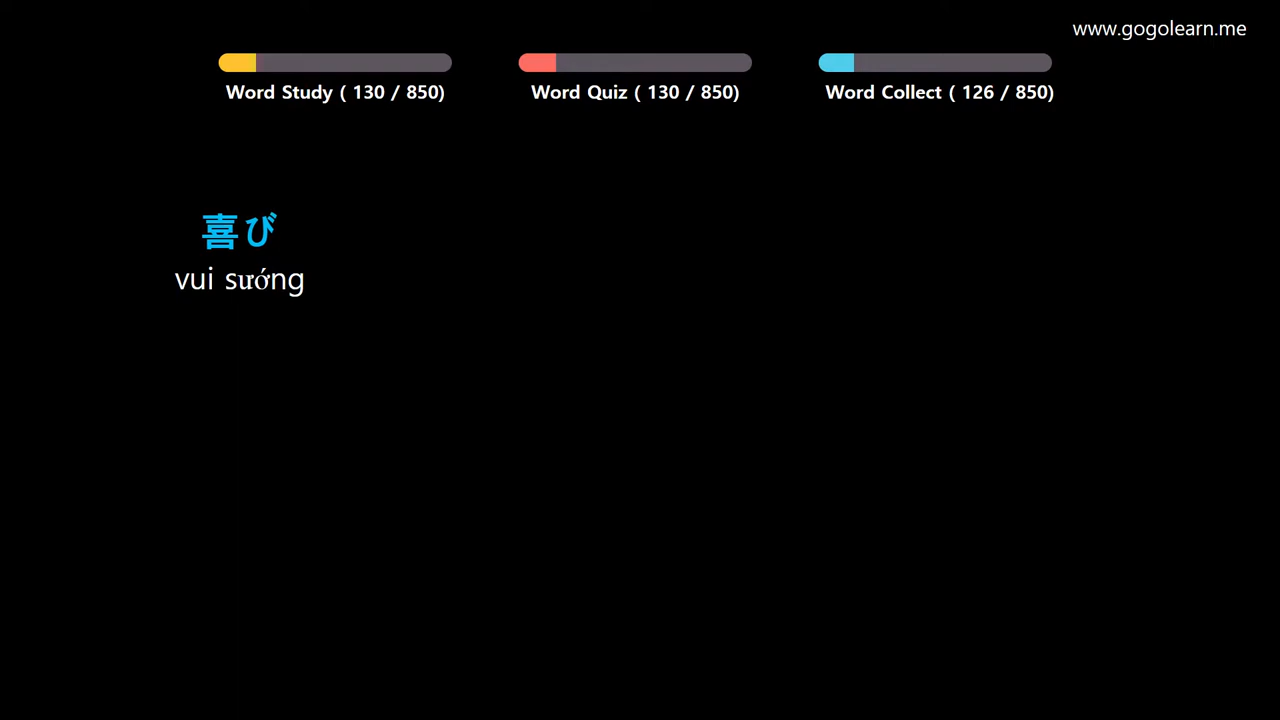 www.gogolearn.me
Word Study ( 130 / 850)
Word Quiz ( 130 / 850)
Word Collect ( 126 / 850)
喜び
vui sướng